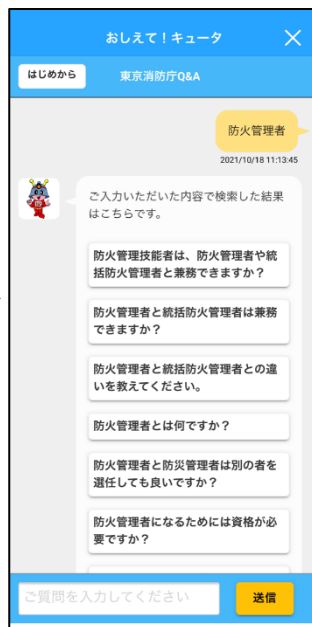 おしえて！キュータ
はじめから
東京消防庁Q&A
防火管理者
2021/10/18 11:13:45
ご入力いただいた内容で検索した結果
はこちらです。
防火管理技能者は、防火管理者や統
括防火管理者と兼務できますか？
防火管理者と統括防火管理者は兼務
できますか？
防火管理者と統括防火管理者との違
いを教えてください。
防火管理者とは何ですか？
防火管理者と防災管理者は別の者を
選任しても良いですか？
防火管理者になるためには資格が必
要ですか？
ご質問を入力してください
送信